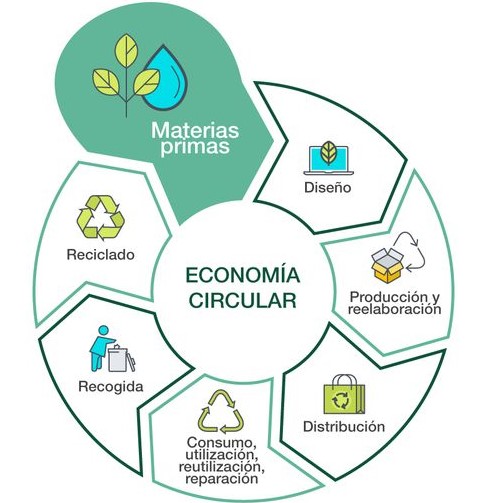 Materias
primas
Diseño
Producción y
reelaboración
Distribución
Consumo,
utilización,
reutilización,
reparación
Recogida
Reciclado
ECONOMÍA
CIRCULAR